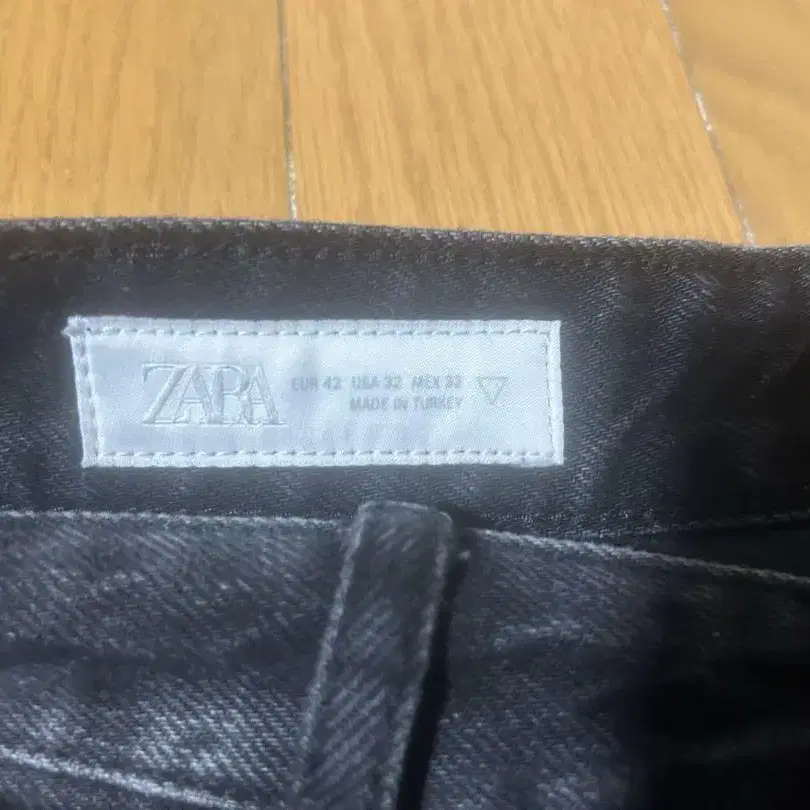 ZARA
EUR 42 USA 32 MEX 32
MADE IN TURKEY